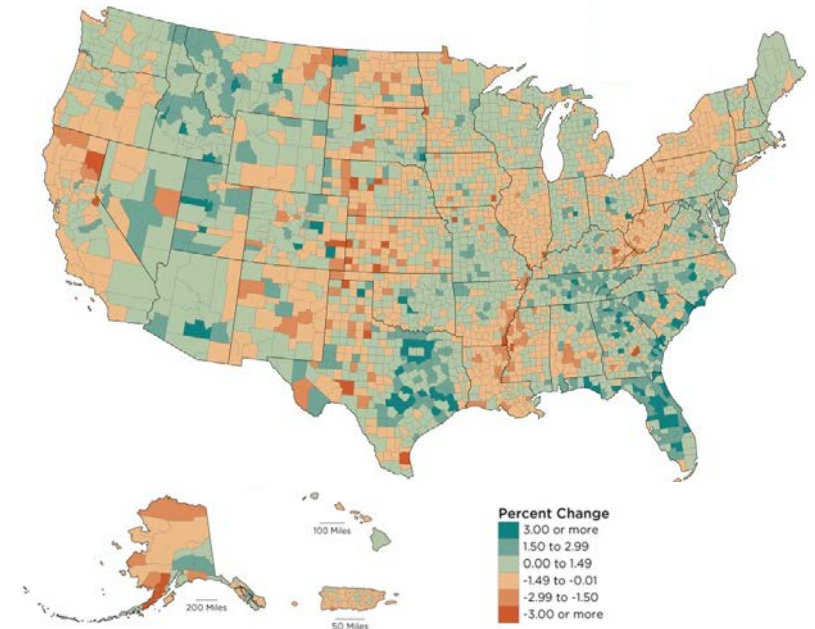 100 Miles
200 Miles
50 Miles
Percent Change
3.00 or more
1.50 to 2.99
0.00 to 1.49
-1.49 to -0.01
-2.99 to -1.50
-3.00 or more